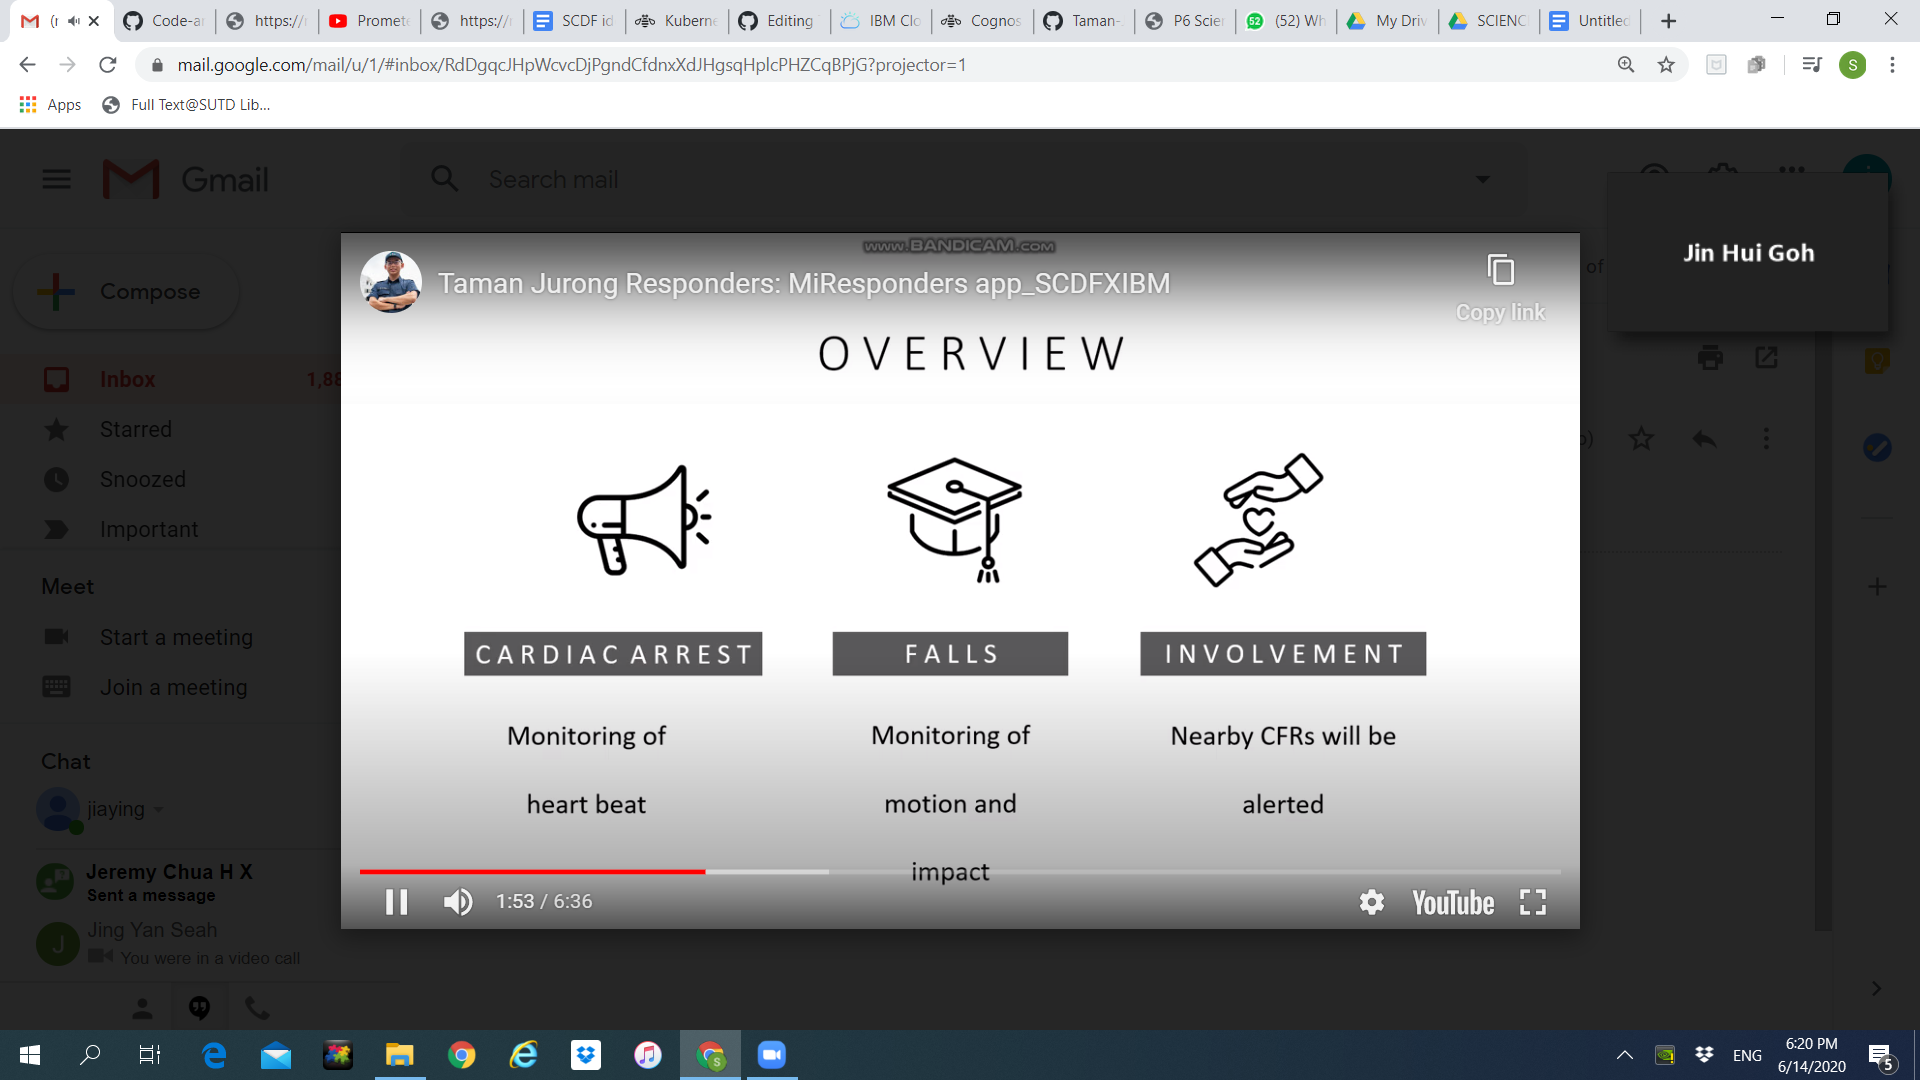 (r
Code-ar
https://r
Promete
https://r
SCDF id
Kuberne
Editing
IBM Clo
Cognos
Taman-
P6 Scien
(52) Wh
My Driv
SCIENC
Untitled
mail.google.com/mail/u/1/#inbox/RdDgqcJHpWcvcDjPgndCfdnxXdJHgsqHplcPHZCqBPjG?projector=1
S
Apps
Full Text@SUTD Lib...
Gmail
Search mail
Compose
Inbox
1,88
Starred
Snoozed
Important
Meet
Start a meeting
Join a meeting
Chat
jiaying
Jeremy Chua H X
Sent a message
J
Jing Yan Seah
You were in a video call
www.BANDICAM.com
Taman Jurong Responders: MiResponders app_SCDFXIBM
Copy link
Jin Hui Goh
of
OVERVIEW
CARDIAC ARREST
Monitoring of
heart beat
FALLS
Monitoring of
motion and
impact
INVOLVEMENT
Nearby CFRs will be
alerted
1:53 / 6:36
YouTube
ENG
6:20 PM
6/14/2020
5